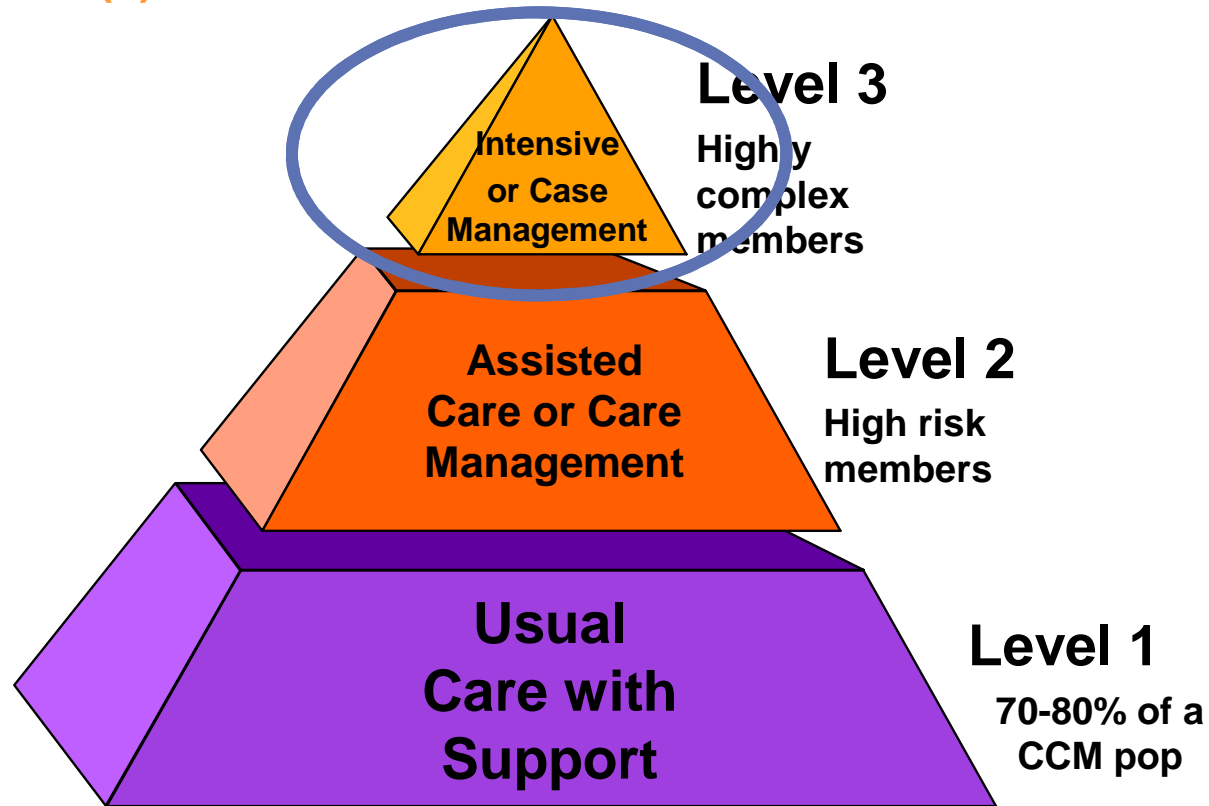 Level 3
Highly
complex
members
Intensive
or Case
Management
Level 2
High risk
members
Assisted
Care or Care
Management
Level 1
70-80% of a
CCM pop
Usual
Care with
Support